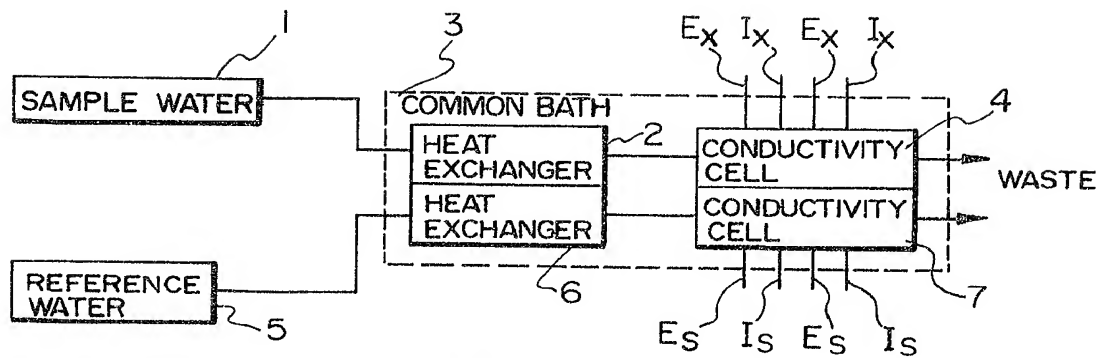 1
SAMPLE WATER
3
COMMON BATH
HEAT
EXCHANGER
2
HEAT
EXCHANGER
6
EX IX EX IX
4
CONDUCTIVITY
CELL
CONDUCTIVITY
CELL
7
WASTE
REFERENCE
WATER
5
ES IS ES IS